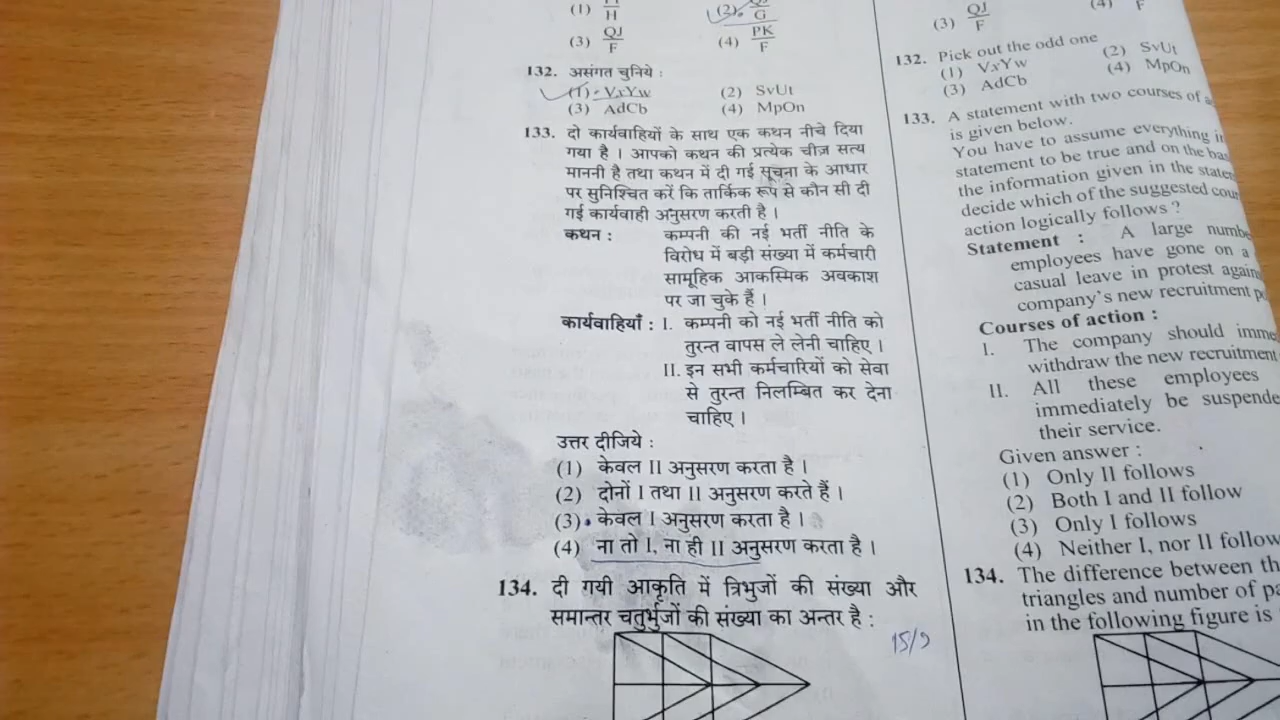 (1) H
(2) G
(3) QJ
F
(4) PK
F
132. असंगत चुनिये :
(1) VxYw
(2) SvUt
(3) AdCb
(4) MpOn
133. दो कार्यवाहियों के साथ एक कथन नीचे दिया
गया है । आपको कथन की प्रत्येक चीज़ सत्य
माननी है तथा कथन में दी गई सूचना के आधार
पर सुनिश्चित करें कि तार्किक रूप से कौन सी दी
गई कार्यवाही अनुसरण करती है ।
कथन : कम्पनी की नई भर्ती नीति के
विरोध में बड़ी संख्या में कर्मचारी
सामूहिक आकस्मिक अवकाश
पर जा चुके हैं ।
कार्यवाहियाँ : I. कम्पनी को नई भर्ती नीति को
तुरन्त वापस ले लेनी चाहिए ।
II. इन सभी कर्मचारियों को सेवा
से तुरन्त निलम्बित कर देना
चाहिए ।
उत्तर दीजिये :
(1) केवल II अनुसरण करता है ।
(2) दोनों I तथा II अनुसरण करते हैं ।
(3) केवल I अनुसरण करता है ।
(4) ना तो I, ना ही II अनुसरण करता है ।
134. दी गयी आकृति में त्रिभुजों की संख्या और
समान्तर चतुर्भुजों की संख्या का अन्तर है :
15/9
(3) QJ
F
(4) F
132. Pick out the odd one
(1) VxYw
(2) SvUt
(3) AdCb
(4) MpOn
133. A statement with two courses of
is given below.
You have to assume everything
statement to be true and on the
the information given in the
decide which of the suggested
action logically follows ?
Statement : A large
employees have gone on a
casual leave in protest
company's new recruitment
Courses of action :
I. The company should
withdraw the new recruitment
II. All these employees
immediately be
their service.
Given answer :
(1) Only II follows
(2) Both I and II follow
(3) Only I follows
(4) Neither I, nor II follow
134. The difference between
triangles and number of
in the following figure is